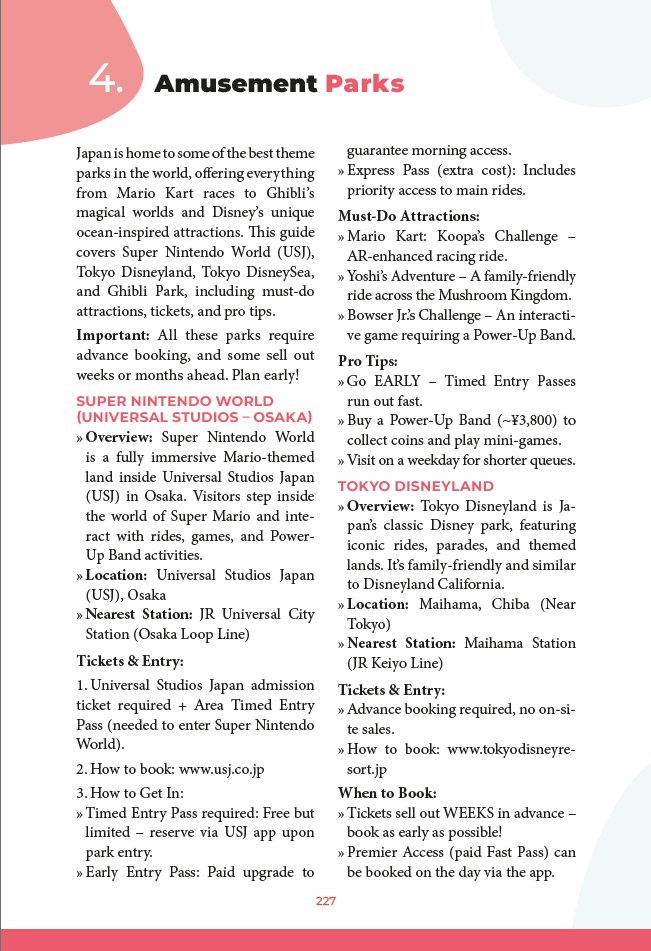 4.
Amusement Parks
Japan is home to some of the best theme
parks in the world, offering everything
from Mario Kart races to Ghibli’s
magical worlds and Disney’s unique
ocean-inspired attractions. This guide
covers Super Nintendo World (USJ),
Tokyo Disneyland, Tokyo DisneySea,
and Ghibli Park, including must-do
attractions, tickets, and pro tips.
Important: All these parks require
advance booking, and some sell out
weeks or months ahead. Plan early!
SUPER NINTENDO WORLD
(UNIVERSAL STUDIOS – OSAKA)
» Overview: Super Nintendo World
is a fully immersive Mario-themed
land inside Universal Studios Japan
(USJ) in Osaka. Visitors step inside
the world of Super Mario and inte-
ract with rides, games, and Power-
Up Band activities.
» Location: Universal Studios Japan
(USJ), Osaka
» Nearest Station: JR Universal City
Station (Osaka Loop Line)
Tickets & Entry:
1. Universal Studios Japan admission
ticket required + Area Timed Entry
Pass (needed to enter Super Nintendo
World).
2. How to book: www.usj.co.jp
3. How to Get In:
» Timed Entry Pass required: Free but
limited – reserve via USJ app upon
park entry.
» Early Entry Pass: Paid upgrade to
guarantee morning access.
» Express Pass (extra cost): Includes
priority access to main rides.
Must-Do Attractions:
» Mario Kart: Koopa’s Challenge –
AR-enhanced racing ride.
» Yoshi’s Adventure – A family-friendly
ride across the Mushroom Kingdom.
» Bowser Jr.’s Challenge – An interacti-
ve game requiring a Power-Up Band.
Pro Tips:
» Go EARLY – Timed Entry Passes
run out fast.
» Buy a Power-Up Band (~¥3,800) to
collect coins and play mini-games.
» Visit on a weekday for shorter queues.
TOKYO DISNEYLAND
» Overview: Tokyo Disneyland is Ja-
pan’s classic Disney park, featuring
iconic rides, parades, and themed
lands. It’s family-friendly and similar
to Disneyland California.
» Location: Maihama, Chiba (Near
Tokyo)
» Nearest Station: Maihama Station
(JR Keiyo Line)
Tickets & Entry:
» Advance booking required, no on-si-
te sales.
» How to book: www.tokyodisneyre-
sort.jp
When to Book:
» Tickets sell out WEEKS in advance –
book as early as possible!
» Premier Access (paid Fast Pass) can
be booked on the day via the app.
227